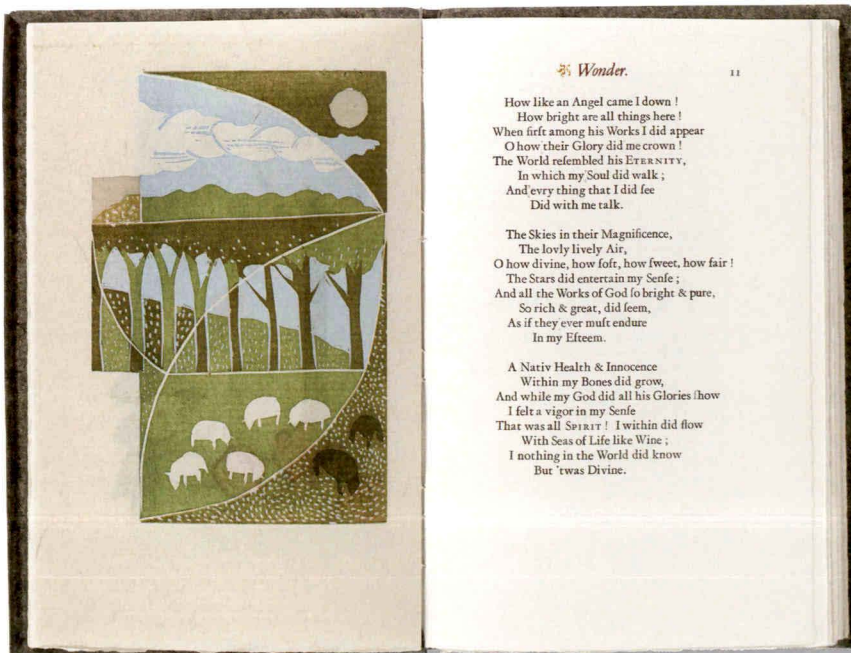 Wonder. 11
How like an Angel came I down !
How bright are all things here !
When firſt among his Works I did appear
O how their Glory did me crown !
The World reſembled his ETERNITY,
In which my Soul did walk ;
And evry thing that I did ſee
Did with me talk.
The Skies in their Magnificence,
The lovly lively Air,
O how divine, how ſoft, how ſweet, how fair !
The Stars did entertain my Senſe ;
And all the Works of God ſo bright & pure,
So rich & great, did ſeem,
As if they ever muſt endure
In my Eſteem.
A Nativ Health & Innocence
Within my Bones did grow,
And while my God did all his Glories ſhow
I felt a vigor in my Senſe
That was all SPIRIT ! I within did flow
With Seas of Life like Wine ;
I nothing in the World did know
But 'twas Divine.